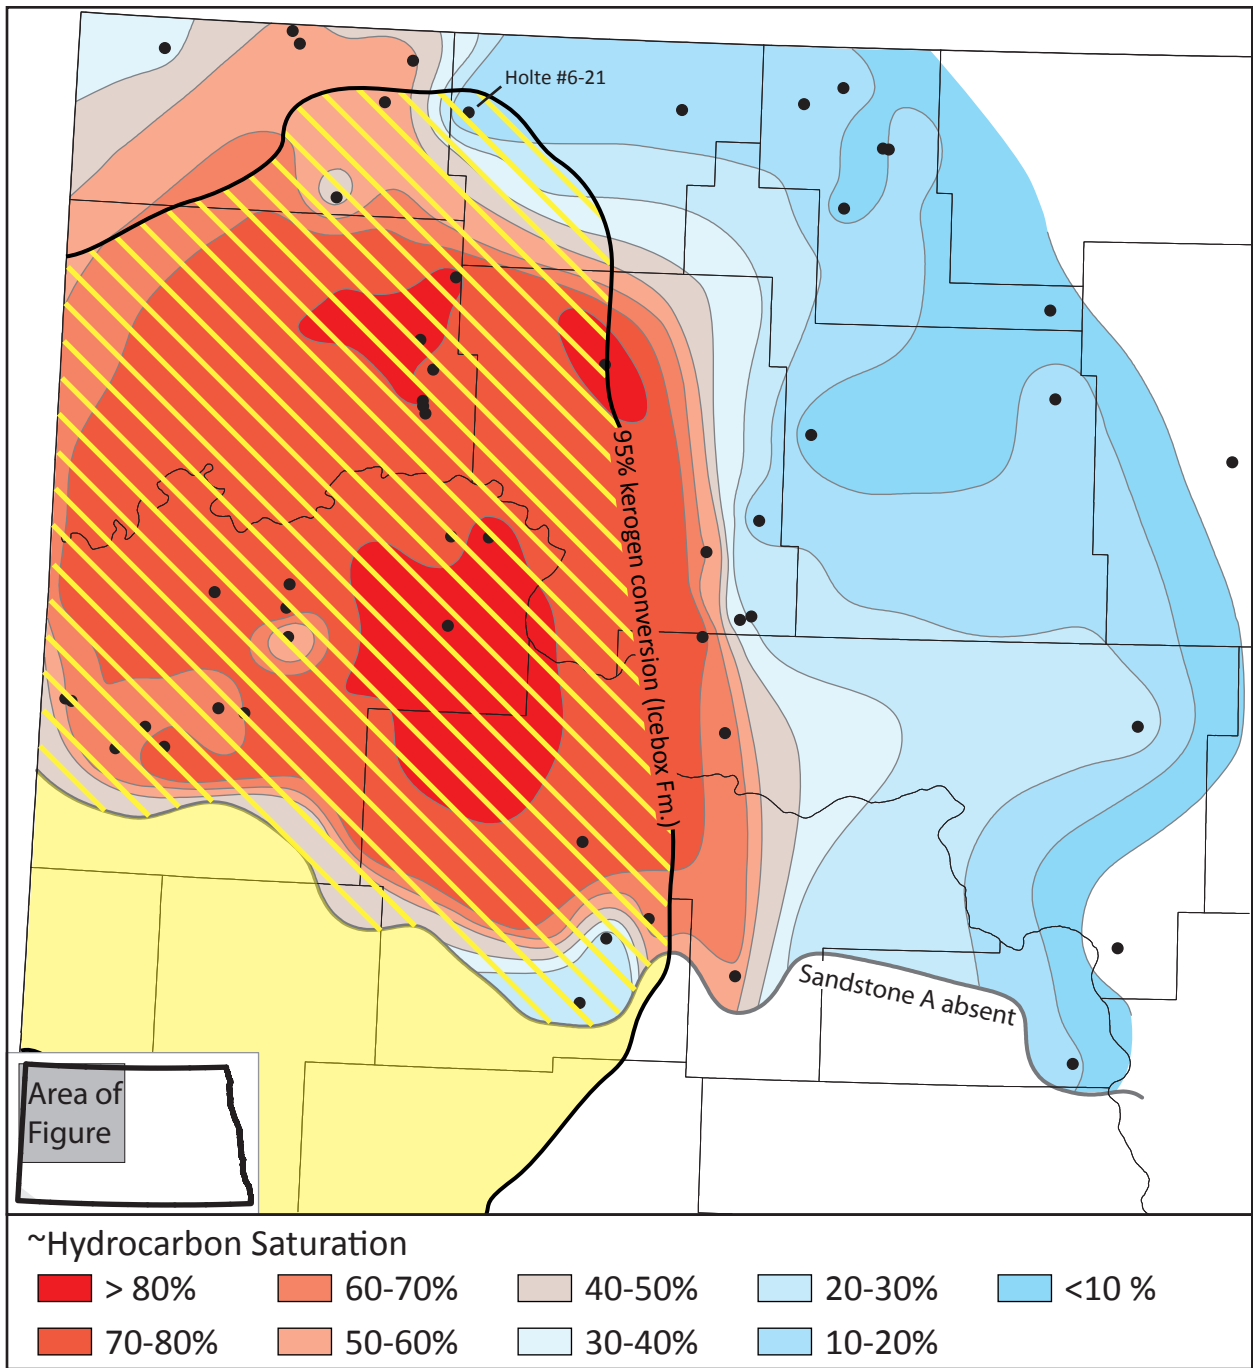 Holte #6-21
95% kerogen conversion (Icebox Fm.)
Sandstone A absent
Area of
Figure
~Hydrocarbon Saturation
> 80%
60-70%
40-50%
20-30%
<10 %
70-80%
50-60%
30-40%
10-20%